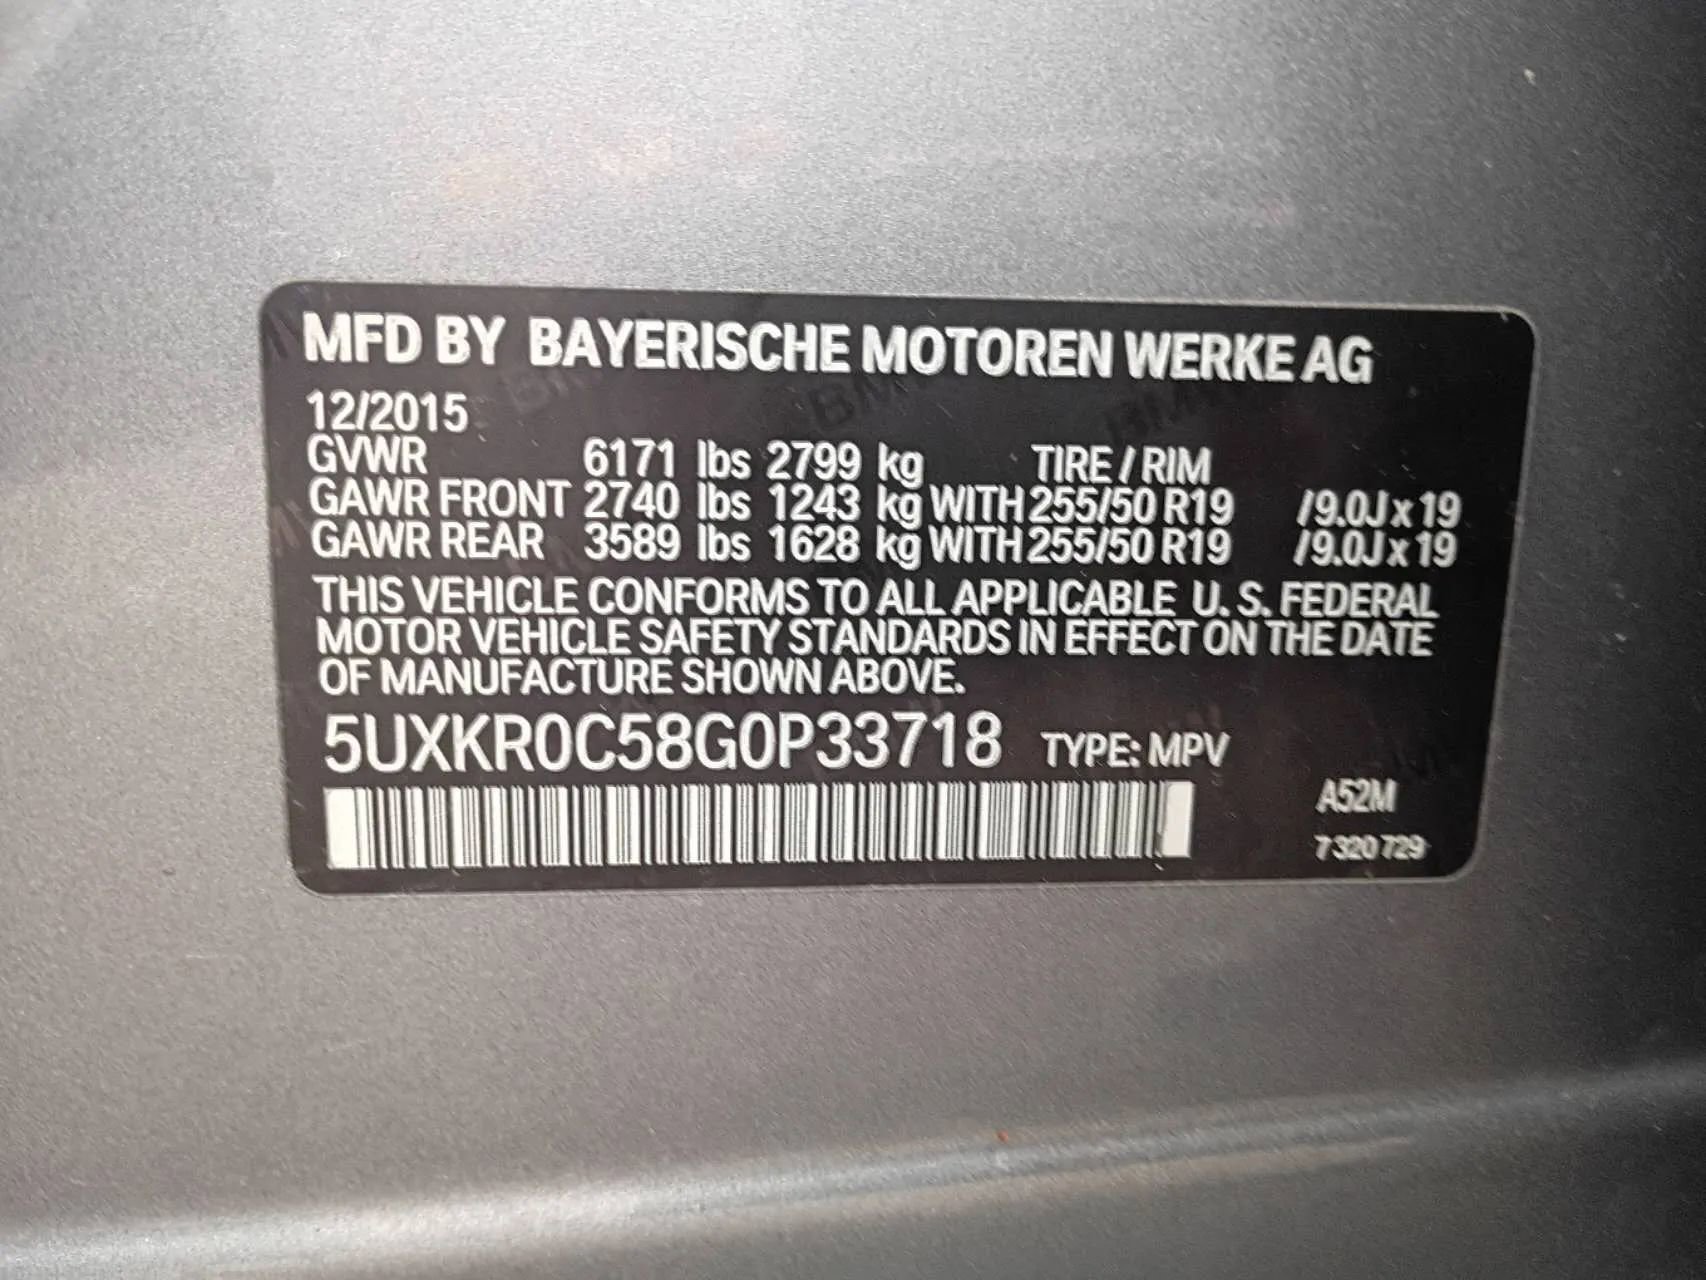 MFD BY BAYERISCHE MOTOREN WERKE AG
12/2015
GVWR 6171 lbs 2799 kg TIRE / RIM
GAWR FRONT 2740 lbs 1243 kg WITH 255/50 R19 /9.0J x 19
GAWR REAR 3589 lbs 1628 kg WITH 255/50 R19 /9.0J x 19
THIS VEHICLE CONFORMS TO ALL APPLICABLE U. S. FEDERAL
MOTOR VEHICLE SAFETY STANDARDS IN EFFECT ON THE DATE
OF MANUFACTURE SHOWN ABOVE.
5UXKR0C58G0P33718 TYPE: MPV
A52M
7 320 729